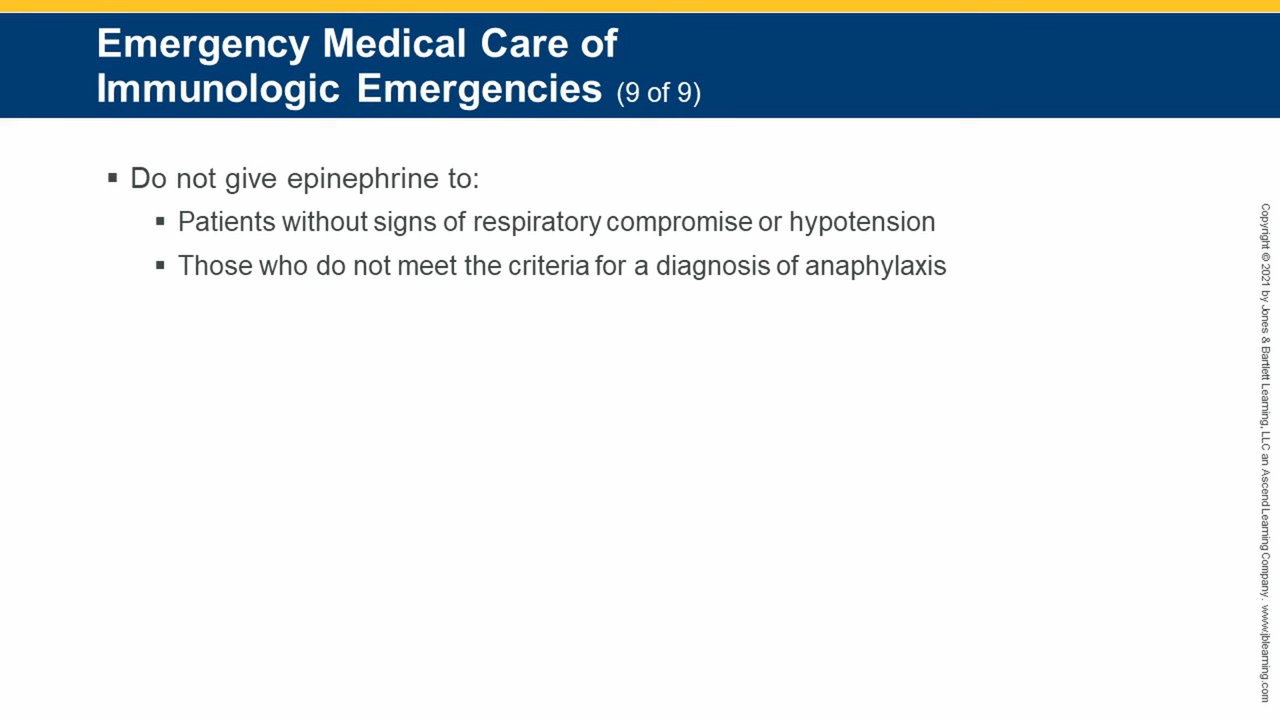 Emergency Medical Care of
Immunologic Emergencies (9 of 9)
▪ Do not give epinephrine to:
▪ Patients without signs of respiratory compromise or hypotension
▪ Those who do not meet the criteria for a diagnosis of anaphylaxis
Copyright © 2021 by Jones & Bartlett Learning, LLC an Ascend Learning Company. www.jblearning.com